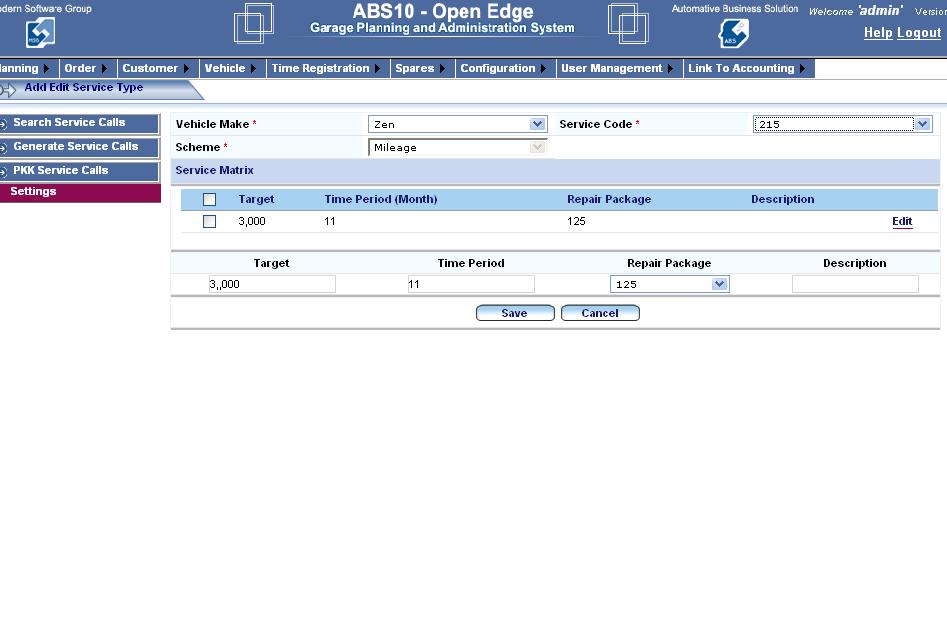 odern Software Group
MSG
ABS10 - Open Edge
Garage Planning and Administration System
Automotive Business Solution
ABS
Welcome 'admin' Versio
Help Logout
lanning Order Customer Vehicle Time Registration Spares Configuration User Management Link To Accounting
Add Edit Service Type
Search Service Calls
Generate Service Calls
PKK Service Calls
Settings
Vehicle Make * Zen Service Code * 215
Scheme * Mileage
Service Matrix
Target Time Period (Month) Repair Package Description
3,000 11 125 Edit
Target Time Period Repair Package Description
3,,000 11 125
Save Cancel